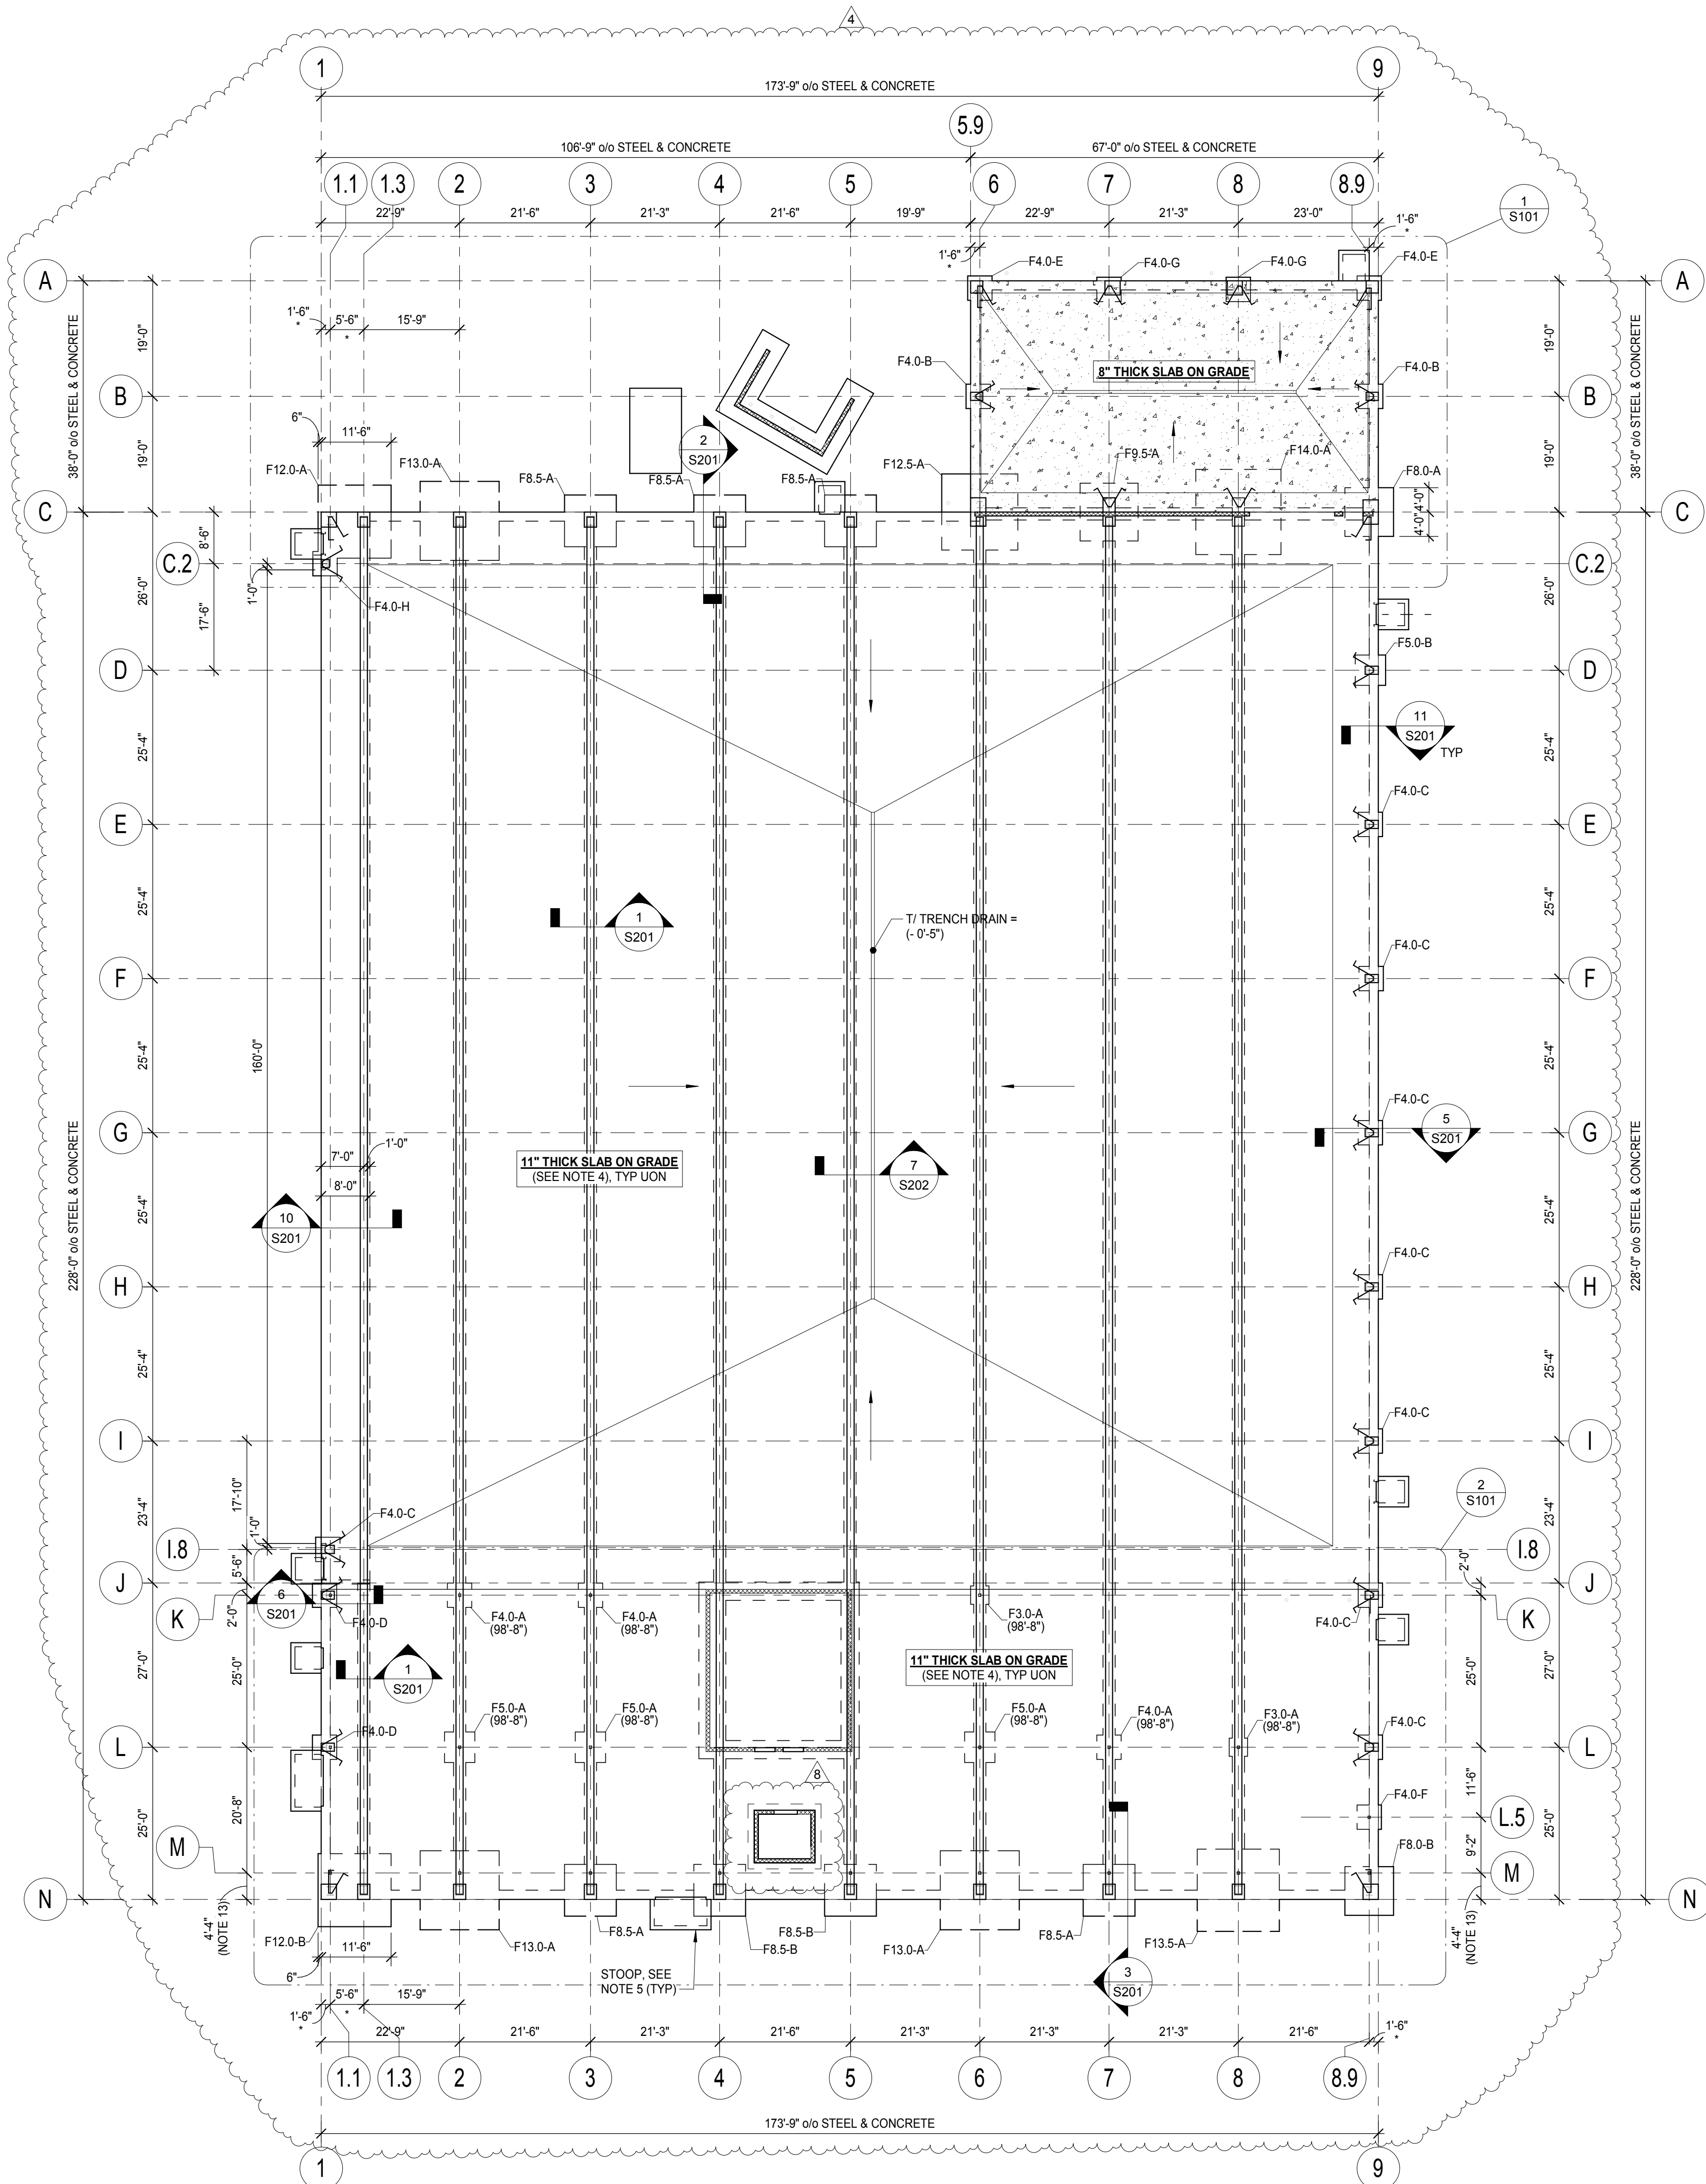 4
1
9
173'-9" o/o STEEL & CONCRETE
5.9
106'-9" o/o STEEL & CONCRETE
67'-0" o/o STEEL & CONCRETE
1.1
1.3
2
3
4
5
6
7
8
8.9
1
S101
22'-9"
21'-6"
21'-3"
21'-6"
19'-9"
22'-9"
21'-3"
23'-0"
1'-6"
*
1'-6"
*
F4.0-E
F4.0-G
F4.0-G
F4.0-E
A
A
1'-6"
*
5'-6"
*
15'-9"
38'-0" o/o STEEL & CONCRETE
19'-0"
19'-0"
38'-0" o/o STEEL & CONCRETE
F4.0-B
8" THICK SLAB ON GRADE
F4.0-B
B
B
6"
11'-6"
2
S201
19'-0"
19'-0"
F12.0-A
F13.0-A
F8.5-A
F8.5-A
F8.5-A
F12.5-A
F9.5-A
F14.0-A
F8.0-A
C
C
4'-0"
4'-0"
8'-6"
C.2
C.2
1'-0"
26'-0"
17'-6"
F4.0-H
26'-0"
F5.0-B
D
D
11
S201
TYP
25'-4"
25'-4"
F4.0-C
E
E
1
S201
T/ TRENCH DRAIN =
(- 0'-5")
25'-4"
25'-4"
F4.0-C
F
F
160'-0"
25'-4"
25'-4"
F4.0-C
G
G
5
S201
7'-0"
1'-0"
8'-0"
11" THICK SLAB ON GRADE
(SEE NOTE 4), TYP UON
7
S202
10
S201
25'-4"
25'-4"
228'-0" o/o STEEL & CONCRETE
228'-0" o/o STEEL & CONCRETE
F4.0-C
H
H
25'-4"
25'-4"
F4.0-C
I
I
17'-10"
1'-0"
23'-4"
F4.0-C
2
S101
23'-4"
I.8
I.8
5'-6"
2'-0"
J
J
6
S201
2'-0"
K
K
F4.0-D
F4.0-A
(98'-8")
F4.0-A
(98'-8")
F3.0-A
(98'-8")
F4.0-C
11" THICK SLAB ON GRADE
(SEE NOTE 4), TYP UON
27'-0"
25'-0"
1
S201
25'-0"
27'-0"
F4.0-D
F5.0-A
(98'-8")
F5.0-A
(98'-8")
F5.0-A
(98'-8")
F4.0-A
(98'-8")
F3.0-A
(98'-8")
F4.0-C
L
L
8
11'-6"
F4.0-F
L.5
25'-0"
20'-8"
25'-0"
9'-2"
F8.0-B
M
M
N
N
4'-4"
(NOTE 13)
4'-4"
(NOTE 13)
F12.0-B
11'-6"
6"
F13.0-A
F8.5-A
F8.5-B
F8.5-B
F13.0-A
F8.5-A
F13.5-A
STOOP, SEE
NOTE 5 (TYP)
3
S201
1'-6"
*
5'-6"
*
15'-9"
22'-9"
21'-6"
21'-3"
21'-6"
21'-3"
21'-3"
21'-3"
21'-6"
1'-6"
*
1.1
1.3
2
3
4
5
6
7
8
8.9
173'-9" o/o STEEL & CONCRETE
1
9